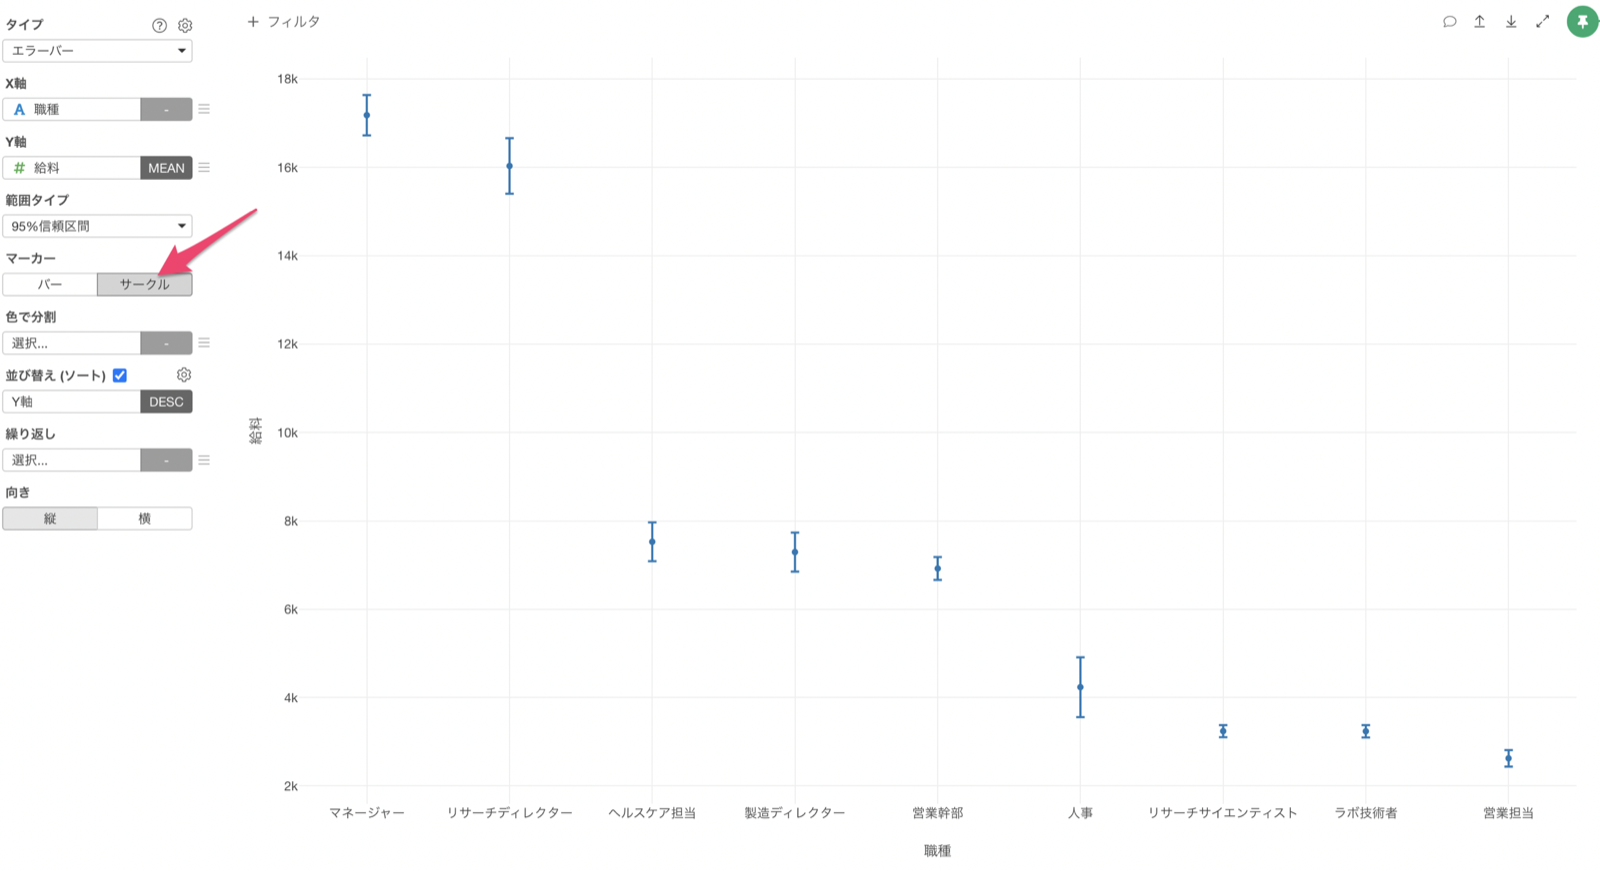 タイプ
エラーバー
X軸
A 職種 -
Y軸
# 給料 MEAN
範囲タイプ
95%信頼区間
マーカー
バー サークル
色で分割
選択... -
並び替え (ソート)
Y軸 DESC
繰り返し
選択... -
向き
縦 横
+ フィルタ
18k
16k
14k
12k
10k
8k
6k
4k
2k
給料
マネージャー リサーチディレクター ヘルスケア担当 製造ディレクター 営業幹部 人事 リサーチサイエンティスト ラボ技術者 営業担当
職種